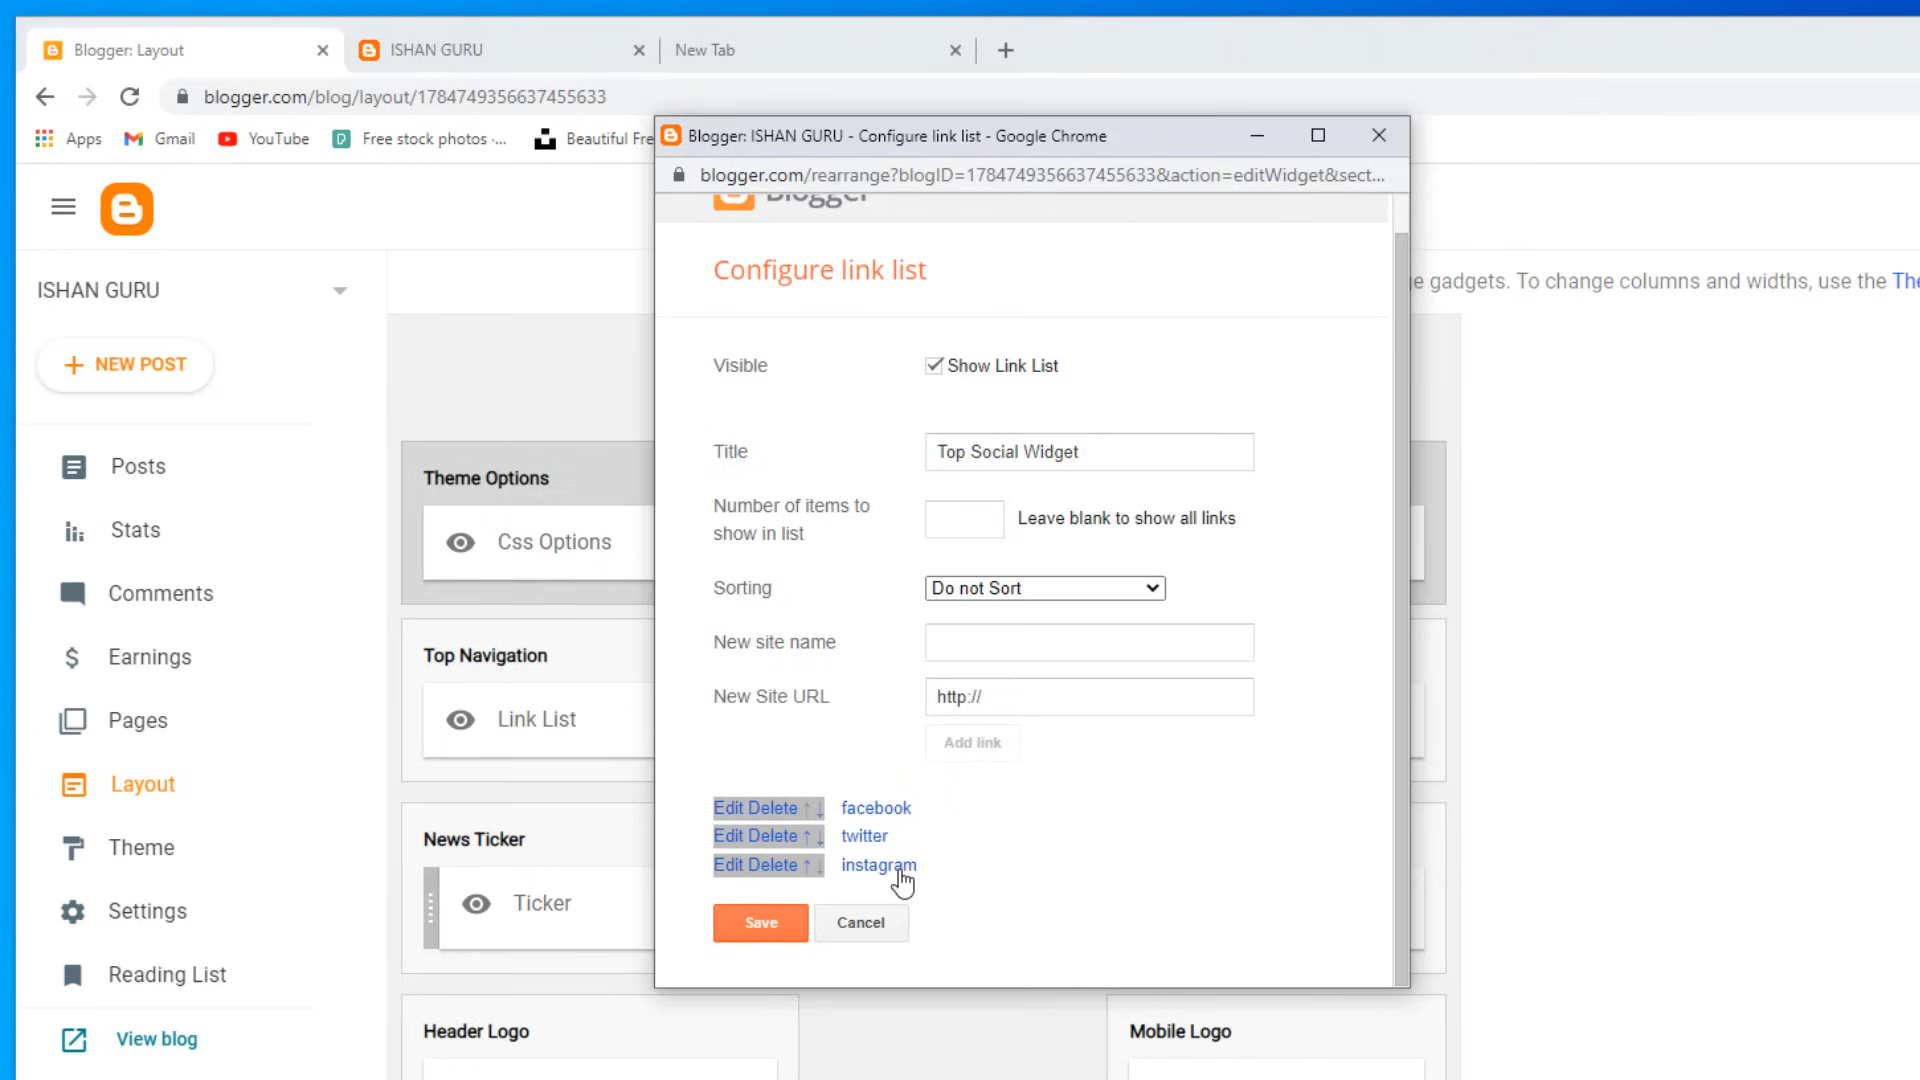 Blogger: Layout
ISHAN GURU
New Tab
blogger.com/blog/layout/1784749356637455633
Apps
Gmail
YouTube
Free stock photos ·...
Beautiful Fre
Blogger: ISHAN GURU - Configure link list - Google Chrome
blogger.com/rearrange?blogID=1784749356637455633&action=editWidget&sect...
Blogger
ISHAN GURU
NEW POST
Posts
Stats
Comments
Earnings
Pages
Layout
Theme
Settings
Reading List
View blog
e gadgets. To change columns and widths, use the The
Theme Options
Css Options
Top Navigation
Link List
News Ticker
Ticker
Header Logo
Mobile Logo
Configure link list
Visible
Show Link List
Title
Top Social Widget
Number of items to
show in list
Leave blank to show all links
Sorting
Do not Sort
New site name
New Site URL
http://
Add link
Edit Delete ↑ ↓ facebook
Edit Delete ↑ ↓ twitter
Edit Delete ↑ ↓ instagram
Save
Cancel